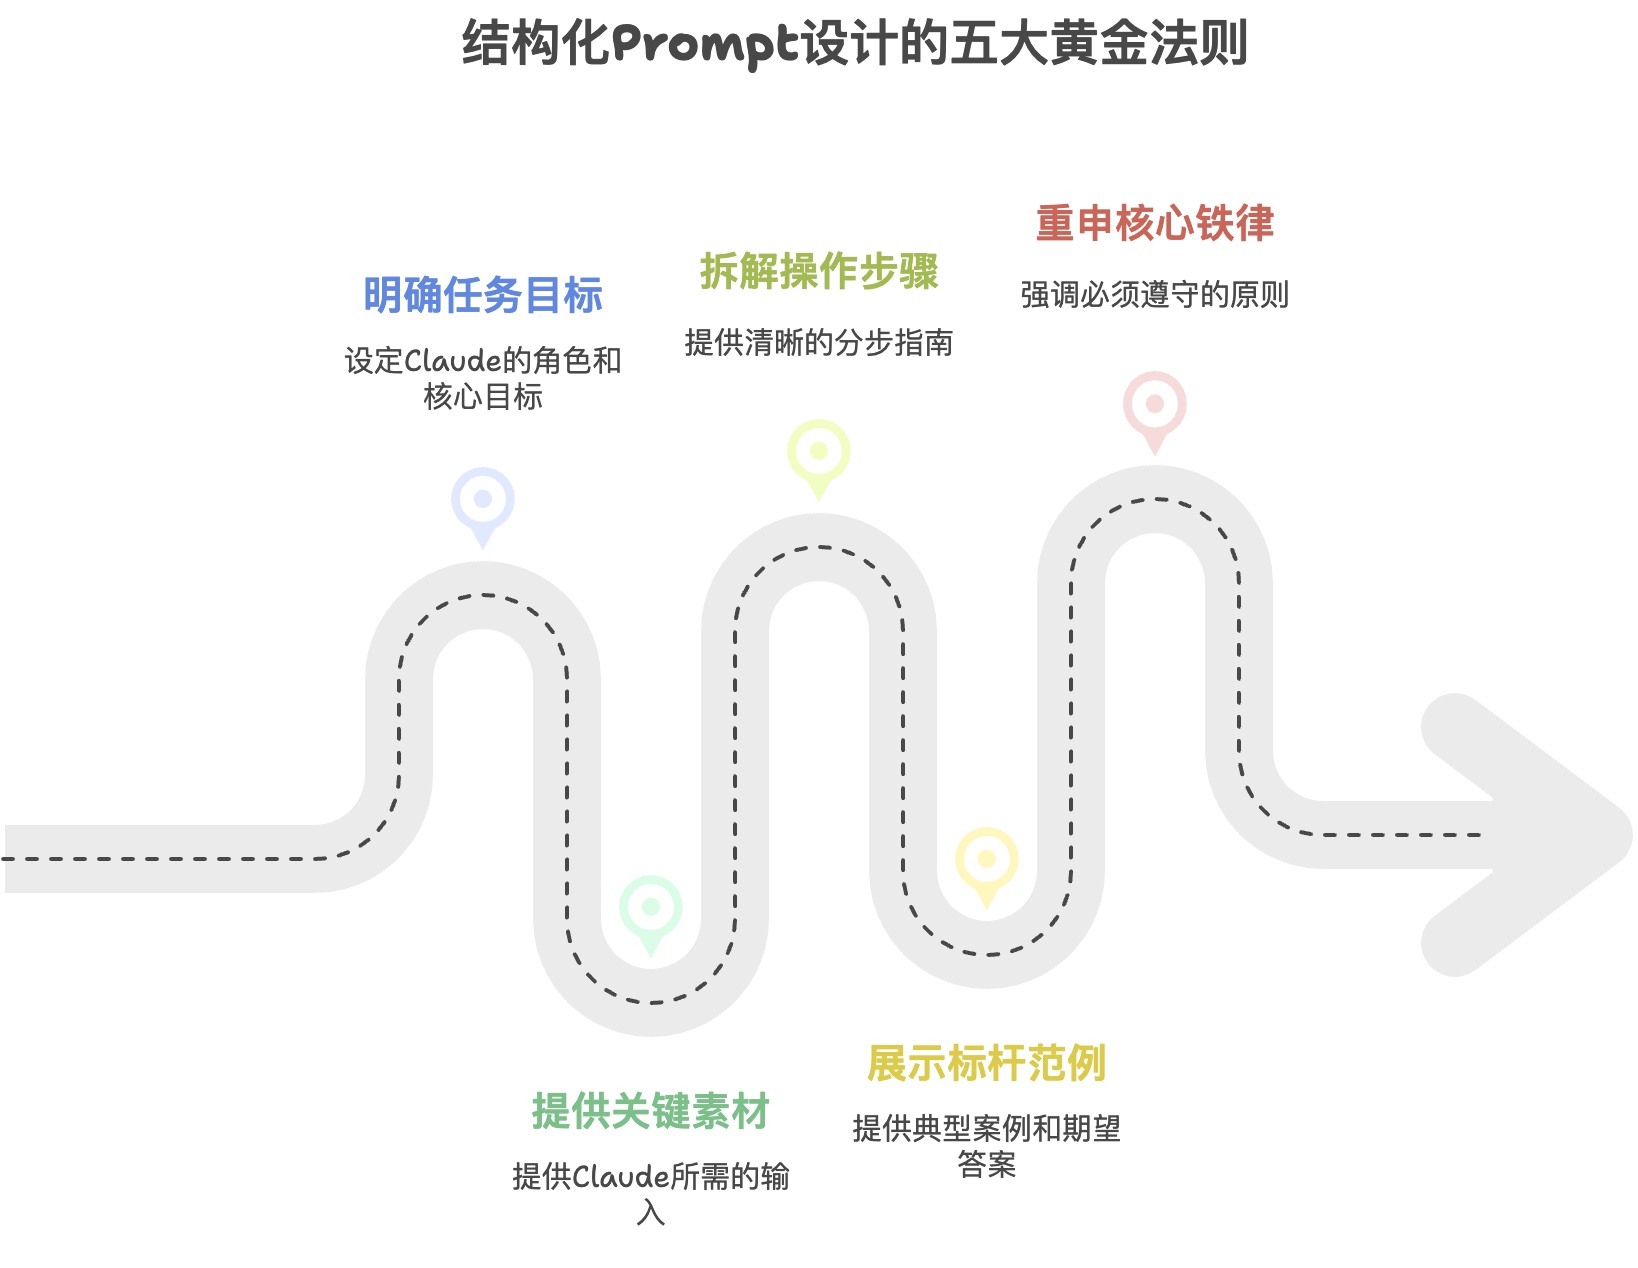 结构化Prompt设计的五大黄金法则
明确任务目标
设定Claude的角色和
核心目标
提供关键素材
提供Claude所需的输
入
拆解操作步骤
提供清晰的分步指南
展示标杆范例
提供典型案例和期望
答案
重申核心铁律
强调必须遵守的原则